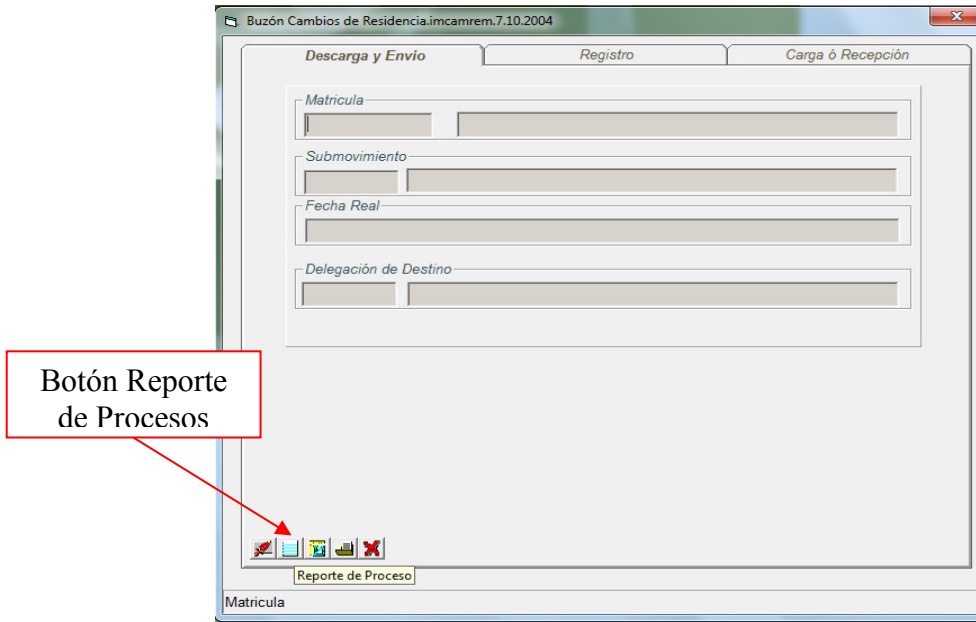 Buzón Cambios de Residencia.imcamrem.7.10.2004
Descarga y Envío
Registro
Carga ó Recepción
Matricula
Submovimiento
Fecha Real
Delegación de Destino
Botón Reporte
de Procesos
Reporte de Proceso
Matricula